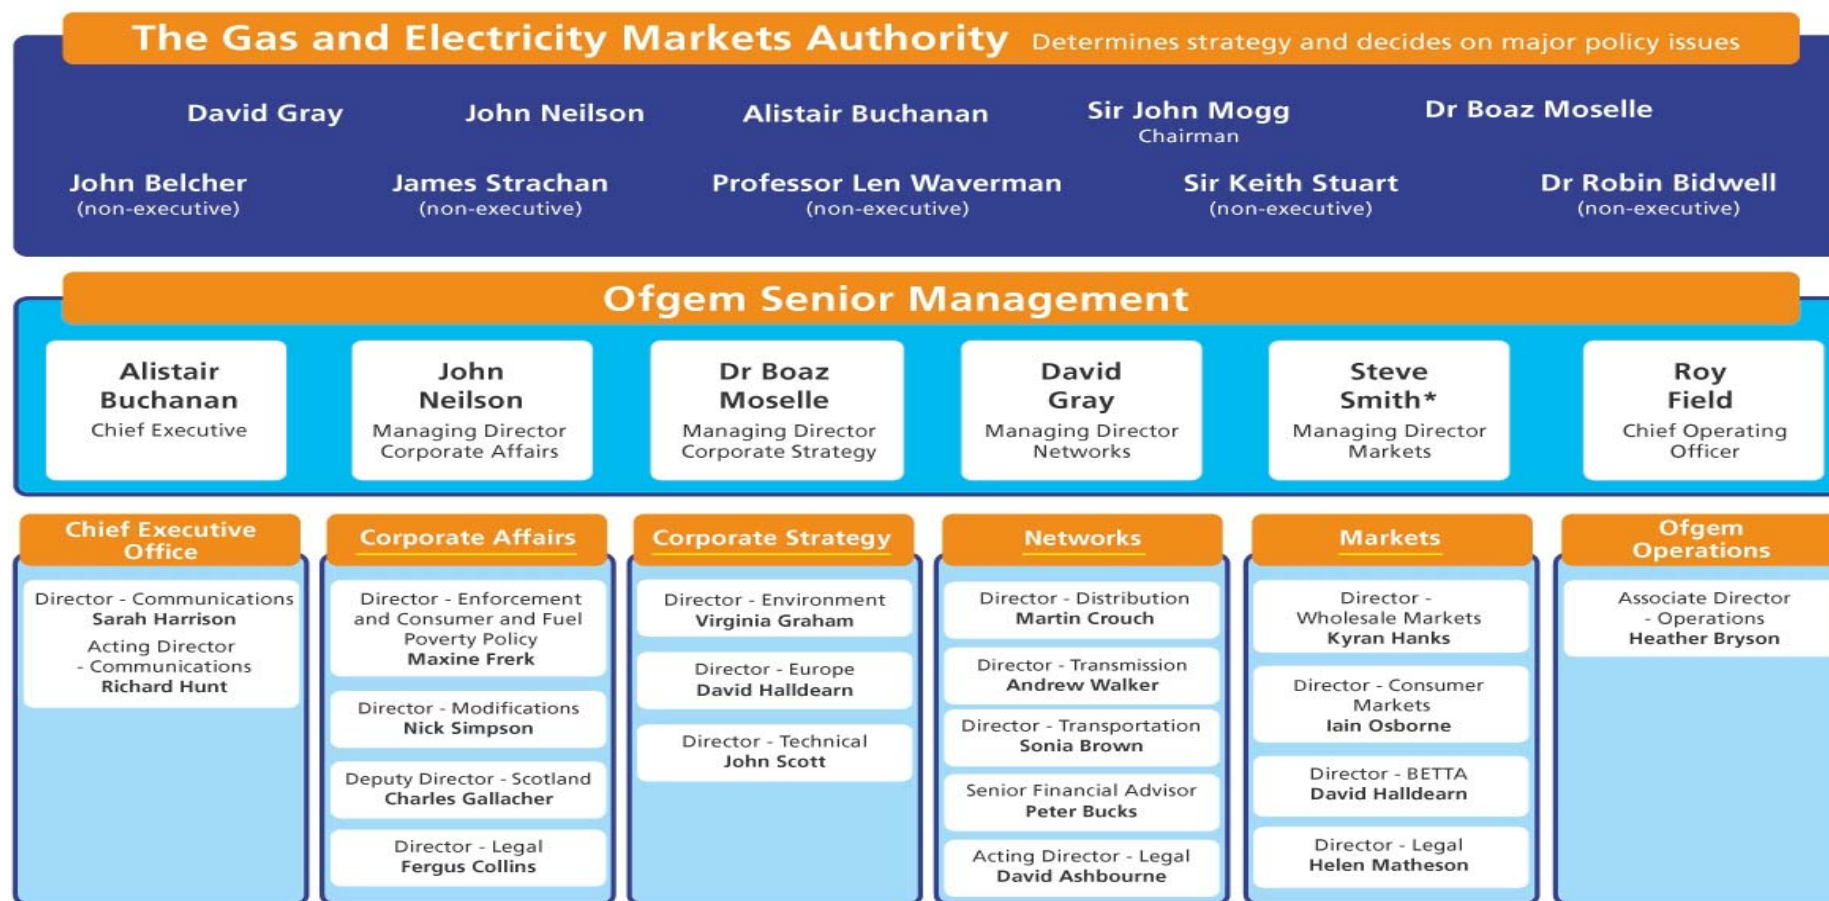 The Gas and Electricity Markets Authority Determines strategy and decides on major policy issues
David Gray
John Neilson
Alistair Buchanan
Sir John Mogg
Chairman
Dr Boaz Moselle
John Belcher
(non-executive)
James Strachan
(non-executive)
Professor Len Waverman
(non-executive)
Sir Keith Stuart
(non-executive)
Dr Robin Bidwell
(non-executive)
Ofgem Senior Management
Alistair
Buchanan
Chief Executive
John
Neilson
Managing Director
Corporate Affairs
Dr Boaz
Moselle
Managing Director
Corporate Strategy
David
Gray
Managing Director
Networks
Steve
Smith*
Managing Director
Markets
Roy
Field
Chief Operating
Officer
Chief Executive
Office
Director - Communications
Sarah Harrison
Acting Director
- Communications
Richard Hunt
Corporate Affairs
Director - Enforcement
and Consumer and Fuel
Poverty Policy
Maxine Frerk
Director - Modifications
Nick Simpson
Deputy Director - Scotland
Charles Gallacher
Director - Legal
Fergus Collins
Corporate Strategy
Director - Environment
Virginia Graham
Director - Europe
David Halldearn
Director - Technical
John Scott
Networks
Director - Distribution
Martin Crouch
Director - Transmission
Andrew Walker
Director - Transportation
Sonia Brown
Senior Financial Advisor
Peter Bucks
Acting Director - Legal
David Ashbourne
Markets
Director -
Wholesale Markets
Kyran Hanks
Director - Consumer
Markets
Iain Osborne
Director - BETTA
David Halldearn
Director - Legal
Helen Matheson
Ofgem
Operations
Associate Director
- Operations
Heather Bryson